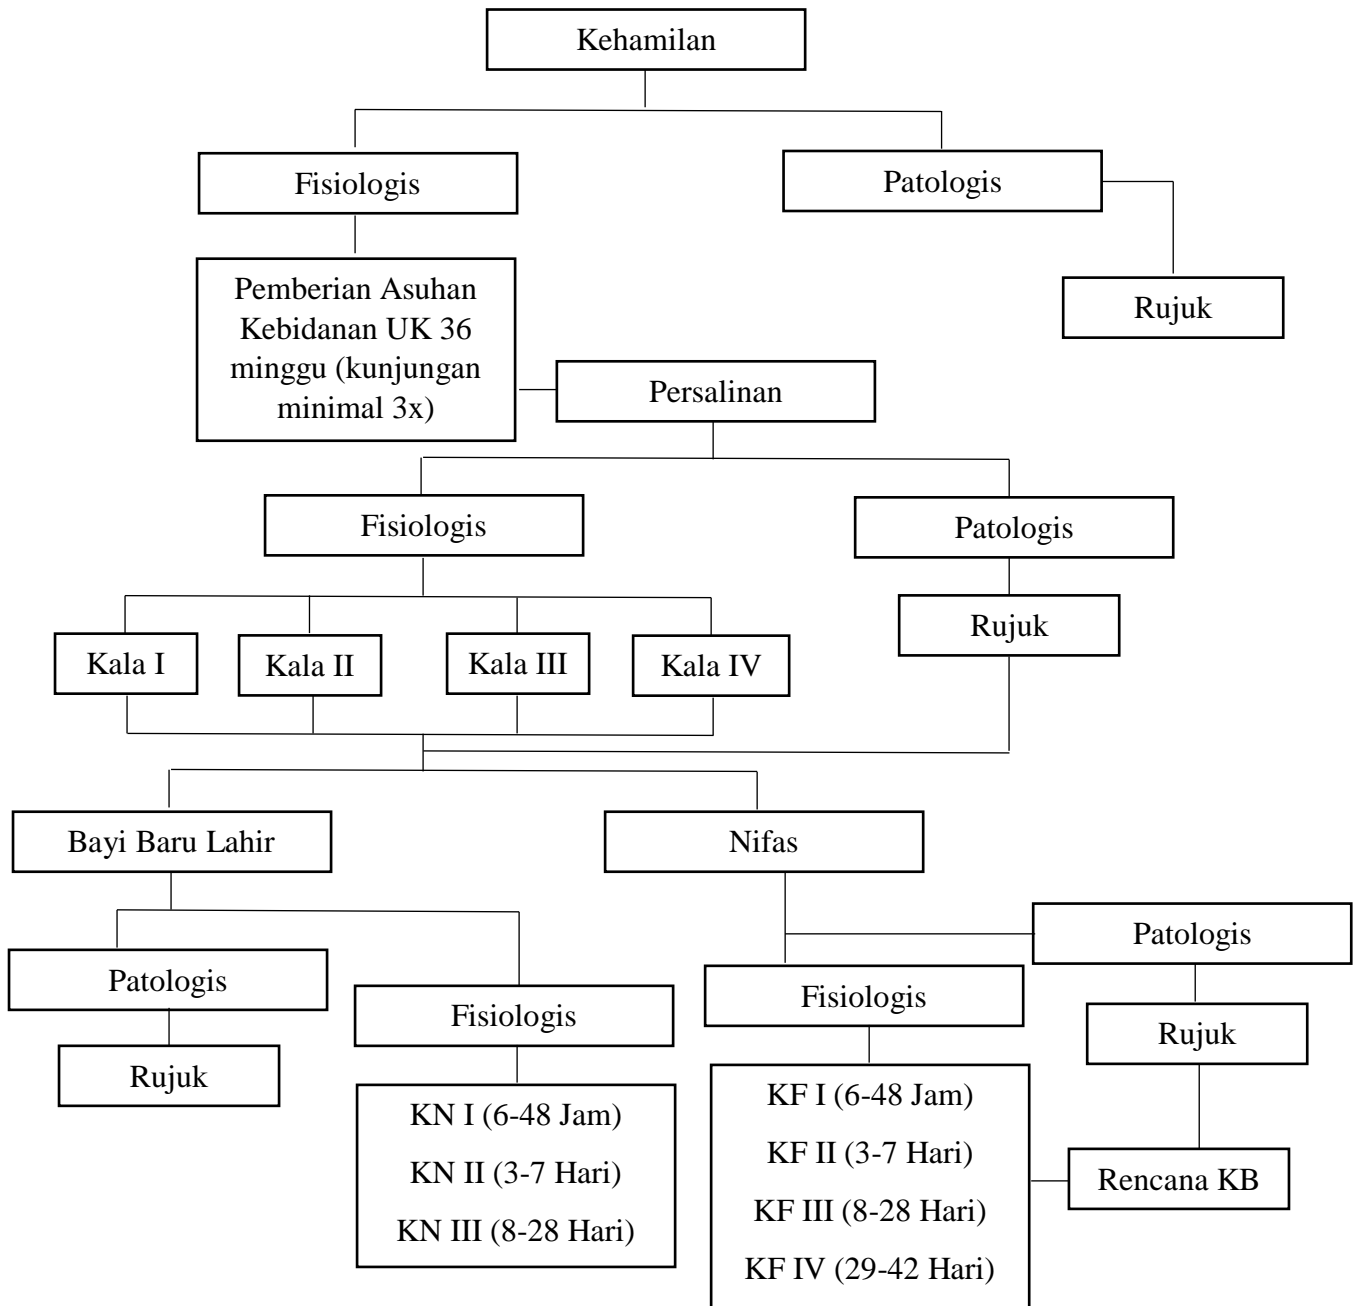 Kehamilan
Fisiologis
Patologis
Pemberian Asuhan
Kebidanan UK 36
minggu (kunjungan
minimal 3x)
Rujuk
Persalinan
Fisiologis
Patologis
Kala I
Kala II
Kala III
Kala IV
Rujuk
Bayi Baru Lahir
Nifas
Patologis
Fisiologis
Fisiologis
Patologis
Rujuk
Rujuk
KN I (6-48 Jam)
KN II (3-7 Hari)
KN III (8-28 Hari)
KF I (6-48 Jam)
KF II (3-7 Hari)
KF III (8-28 Hari)
KF IV (29-42 Hari)
Rencana KB